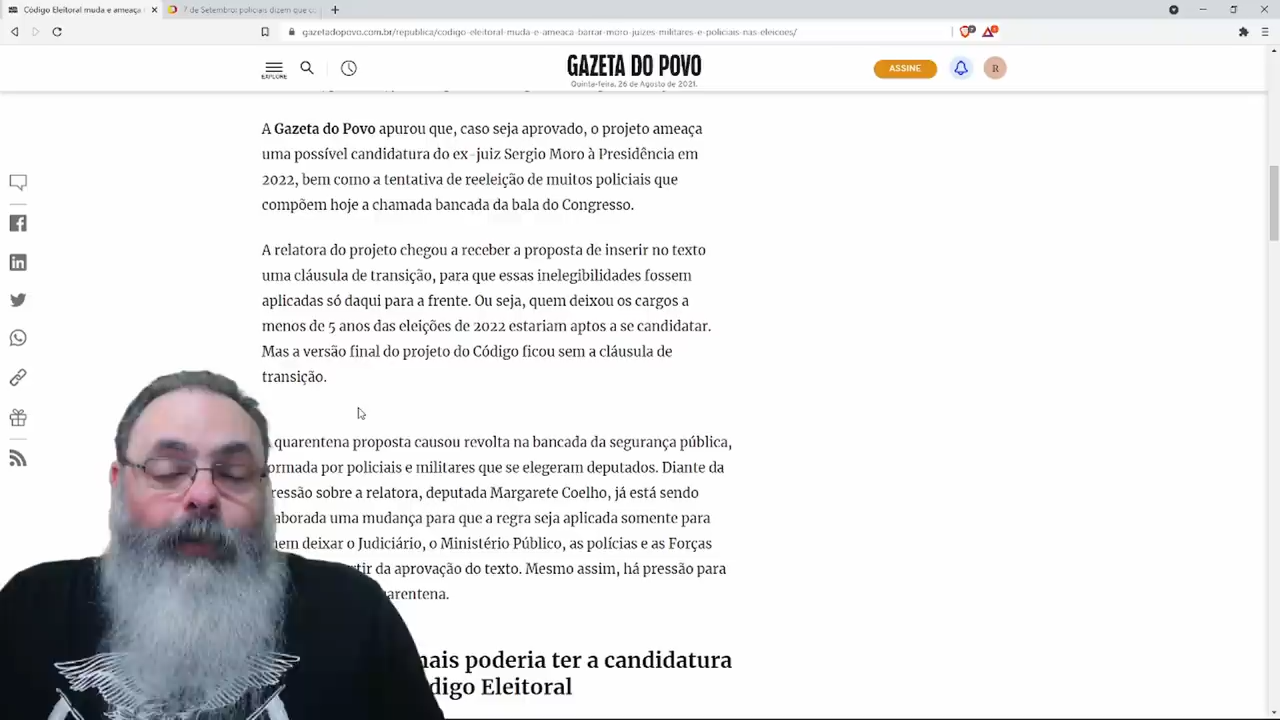 Código Eleitoral muda e ameaça
7 de Setembro: policiais dizem que
gazetadopovo.com.br/republica/codigo-eleitoral-muda-e-ameaca-barrar-moro-juizes-militares-e-policiais-nas-eleicoes/
EXPLORE
GAZETA DO POVO
Quinta-feira, 26 de Agosto de 2021.
ASSINE
R
A Gazeta do Povo apurou que, caso seja aprovado, o projeto ameaça
uma possível candidatura do ex-juiz Sergio Moro à Presidência em
2022, bem como a tentativa de reeleição de muitos policiais que
compõem hoje a chamada bancada da bala do Congresso.
A relatora do projeto chegou a receber a proposta de inserir no texto
uma cláusula de transição, para que essas inelegibilidades fossem
aplicadas só daqui para a frente. Ou seja, quem deixou os cargos a
menos de 5 anos das eleições de 2022 estariam aptos a se candidatar.
Mas a versão final do projeto do Código ficou sem a cláusula de
transição.
A quarentena proposta causou revolta na bancada da segurança pública,
formada por policiais e militares que se elegeram deputados. Diante da
pressão sobre a relatora, deputada Margarete Coelho, já está sendo
elaborada uma mudança para que a regra seja aplicada somente para
quem deixar o Judiciário, o Ministério Público, as polícias e as Forças
da aprovação do texto. Mesmo assim, há pressão para
quarentena.
mais poderia ter a candidatura
Código Eleitoral